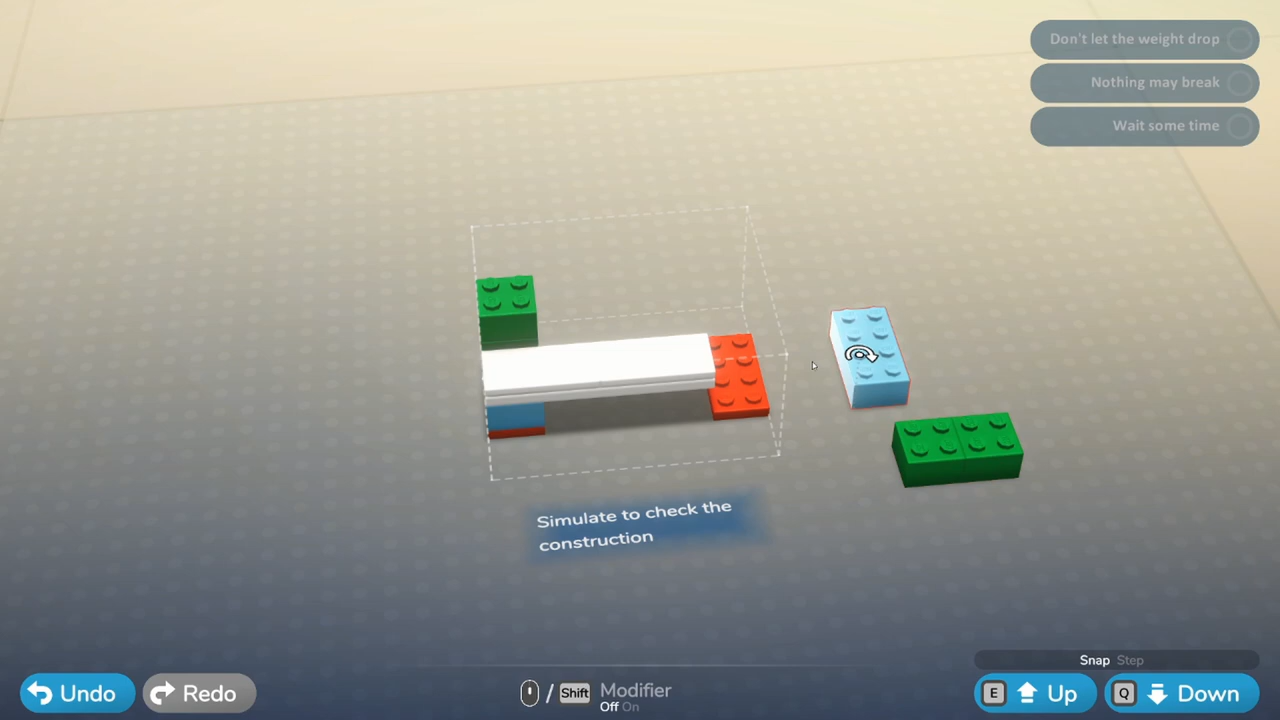 Don't let the weight drop
Nothing may break
Wait some time
Simulate to check the
construction
Snap Step
Undo
Redo
/ Shift Modifier
Off On
E Up
Q Down